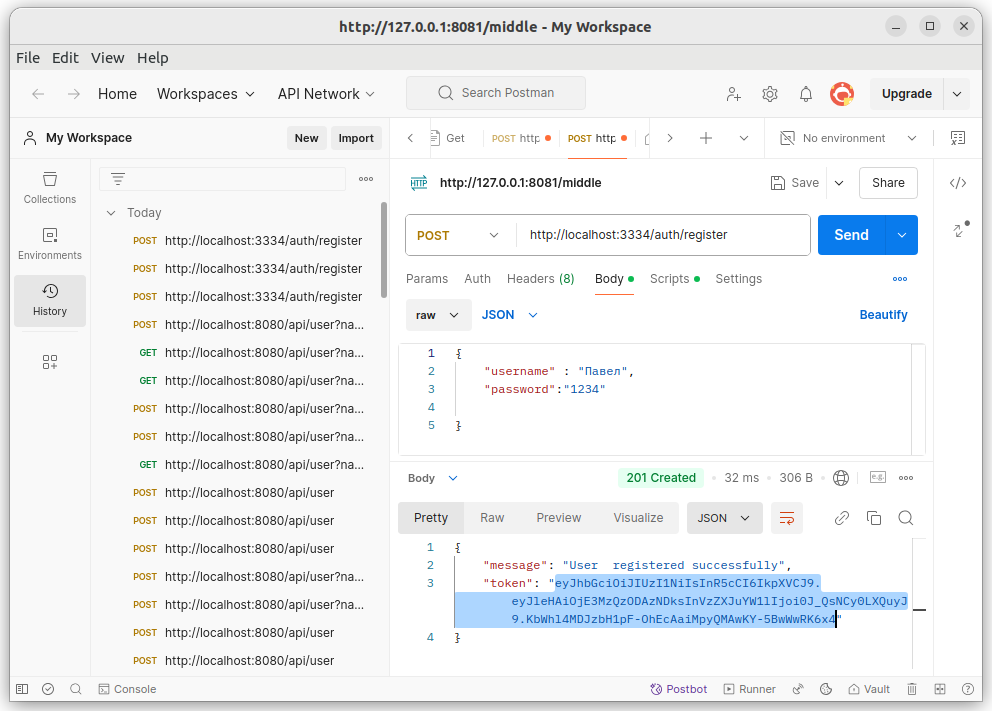 http://127.0.0.1:8081/middle - My Workspace
File Edit View Help
Home Workspaces API Network Search Postman Upgrade
My Workspace New Import
Get POST http POST http No environment
Collections
Environments
History
Today
POST http://localhost:3334/auth/register
POST http://localhost:3334/auth/register
POST http://localhost:3334/auth/register
POST http://localhost:8080/api/user?na...
GET http://localhost:8080/api/user?na...
GET http://localhost:8080/api/user?na...
POST http://localhost:8080/api/user?na...
POST http://localhost:8080/api/user?na...
GET http://localhost:8080/api/user?na...
POST http://localhost:8080/api/user
POST http://localhost:8080/api/user
POST http://localhost:8080/api/user
POST http://localhost:8080/api/user?na...
POST http://localhost:8080/api/user?na...
POST http://localhost:8080/api/user
POST http://localhost:8080/api/user
HTTP http://127.0.0.1:8081/middle Save Share
POST http://localhost:3334/auth/register Send
Params Auth Headers (8) Body Scripts Settings
raw JSON Beautify
1 {
2 "username" : "Павел",
3 "password":"1234"
4
5 }
Body 201 Created 32 ms 306 B e.g.
Pretty Raw Preview Visualize JSON
1 {
2 "message": "User  registered successfully",
3 "token": "eyJhbGciOiJIUzI1NiIsInR5cCI6IkpXVCJ9.
eyJleHAiOjE3MzQzODAzNDksInVzZXJuYW1lIjoi0J_QsNCy0LXQuyJ
9.KbWhl4MDJzbH1pF-OhEcAaiMpyQMAwKY-5BwWwRK6x4"
4 }
Console Postbot Runner Vault